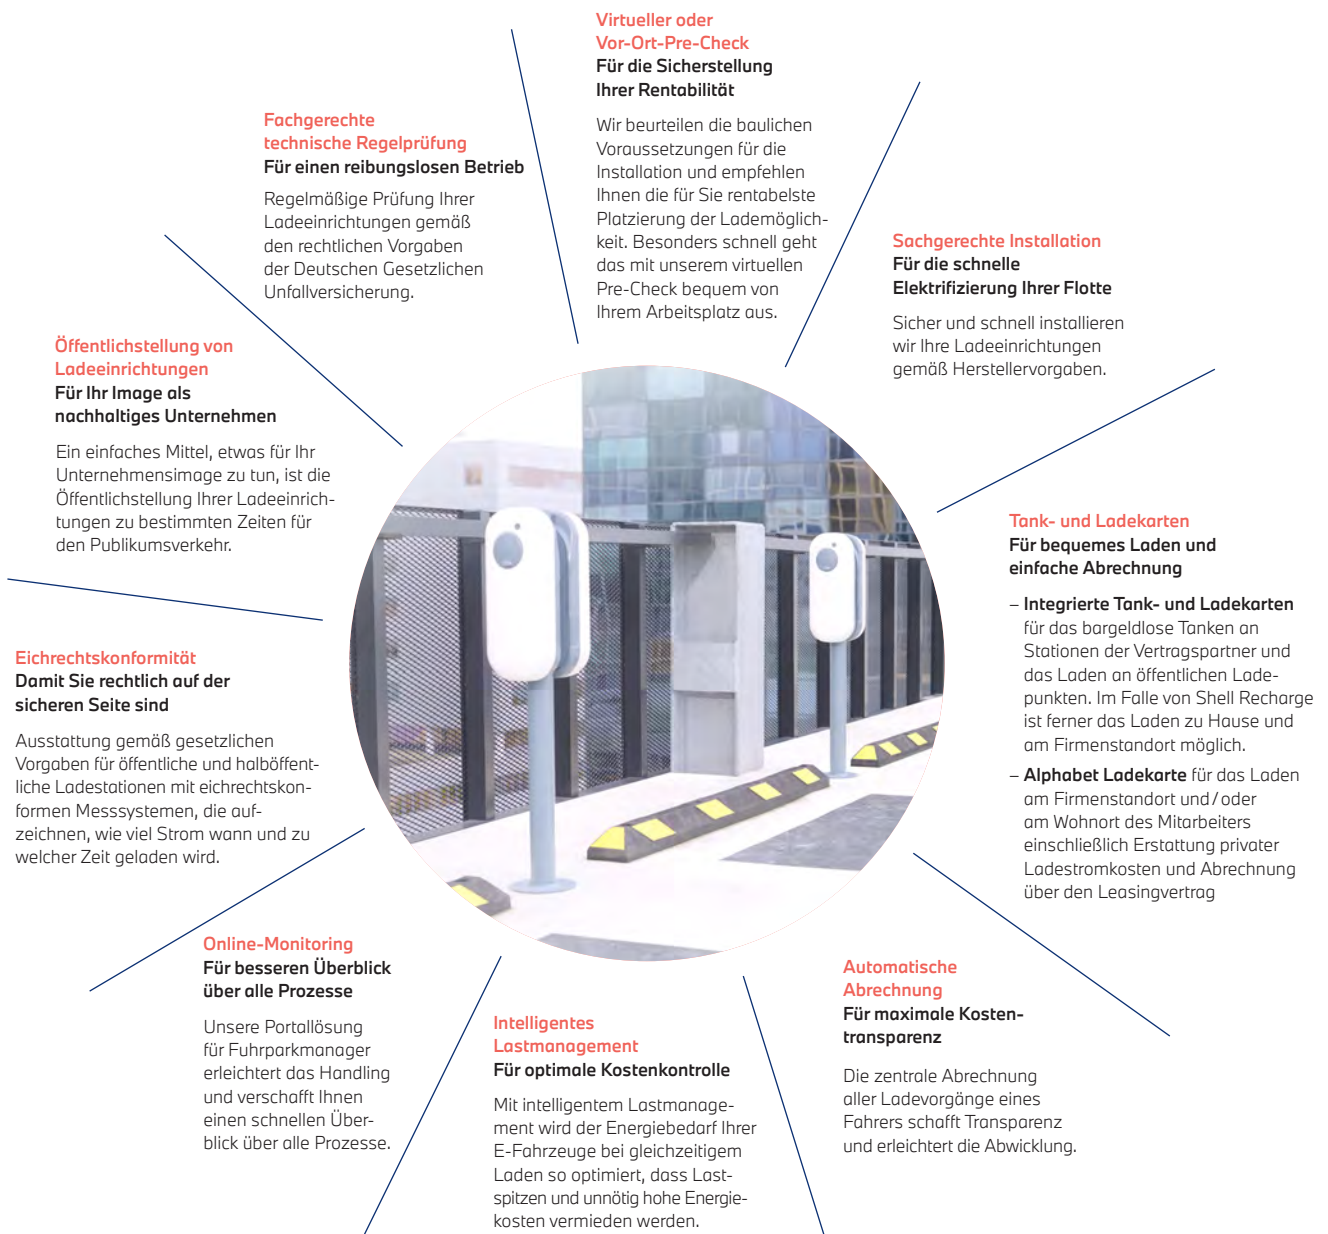 Virtueller oder
Vor-Ort-Pre-Check
Für die Sicherstellung
Ihrer Rentabilität
Wir beurteilen die baulichen
Voraussetzungen für die
Installation und empfehlen
Ihnen die für Sie rentabelste
Platzierung der Lademöglich-
keit. Besonders schnell geht
das mit unserem virtuellen
Pre-Check bequem von
Ihrem Arbeitsplatz aus.
Sachgerechte Installation
Für die schnelle
Elektrifizierung Ihrer Flotte
Sicher und schnell installieren
wir Ihre Ladeeinrichtungen
gemäß Herstellervorgaben.
Tank- und Ladekarten
Für bequemes Laden und
einfache Abrechnung
– Integrierte Tank- und Ladekarten
für das bargeldlose Tanken an
Stationen der Vertragspartner und
das Laden an öffentlichen Lade-
punkten. Im Falle von Shell Recharge
ist ferner das Laden zu Hause und
am Firmenstandort möglich.
– Alphabet Ladekarte für das Laden
am Firmenstandort und/oder
am Wohnort des Mitarbeiters
einschließlich Erstattung privater
Ladestromkosten und Abrechnung
über den Leasingvertrag
Automatische
Abrechnung
Für maximale Kosten-
transparenz
Die zentrale Abrechnung
aller Ladevorgänge eines
Fahrers schafft Transparenz
und erleichtert die Abwicklung.
Intelligentes
Lastmanagement
Für optimale Kostenkontrolle
Mit intelligentem Lastmanage-
ment wird der Energiebedarf Ihrer
E-Fahrzeuge bei gleichzeitigem
Laden so optimiert, dass Last-
spitzen und unnötig hohe Energie-
kosten vermieden werden.
Online-Monitoring
Für besseren Überblick
über alle Prozesse
Unsere Portallösung
für Fuhrparkmanager
erleichtert das Handling
und verschafft Ihnen
einen schnellen Über-
blick über alle Prozesse.
Eichrechtskonformität
Damit Sie rechtlich auf der
sicheren Seite sind
Ausstattung gemäß gesetzlichen
Vorgaben für öffentliche und halböffent-
liche Ladestationen mit eichrechtskon-
formen Messsystemen, die auf-
zeichnen, wie viel Strom wann und zu
welcher Zeit geladen wird.
Öffentlichstellung von
Ladeeinrichtungen
Für Ihr Image als
nachhaltiges Unternehmen
Ein einfaches Mittel, etwas für Ihr
Unternehmensimage zu tun, ist die
Öffentlichstellung Ihrer Ladeeinrich-
tungen zu bestimmten Zeiten für
den Publikumsverkehr.
Fachgerechte
technische Regelprüfung
Für einen reibungslosen Betrieb
Regelmäßige Prüfung Ihrer
Ladeeinrichtungen gemäß
den rechtlichen Vorgaben
der Deutschen Gesetzlichen
Unfallversicherung.